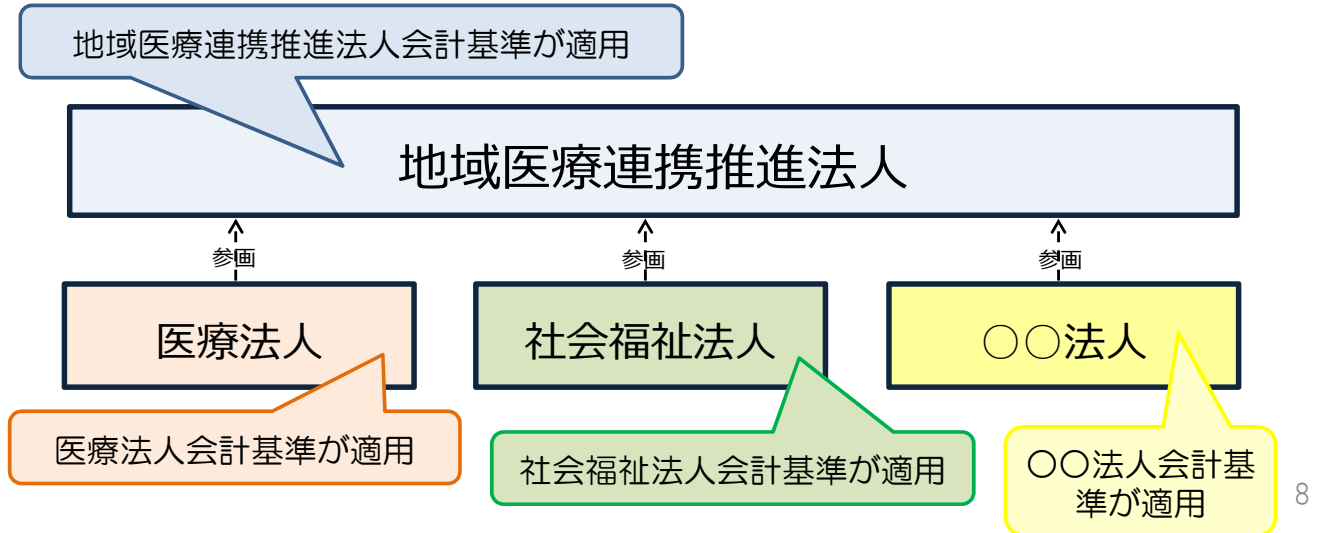 地域医療連携推進法人会計基準が適用
地域医療連携推進法人
参画
参画
参画
医療法人
社会福祉法人
○○法人
医療法人会計基準が適用
社会福祉法人会計基準が適用
○○法人会計基
準が適用
8